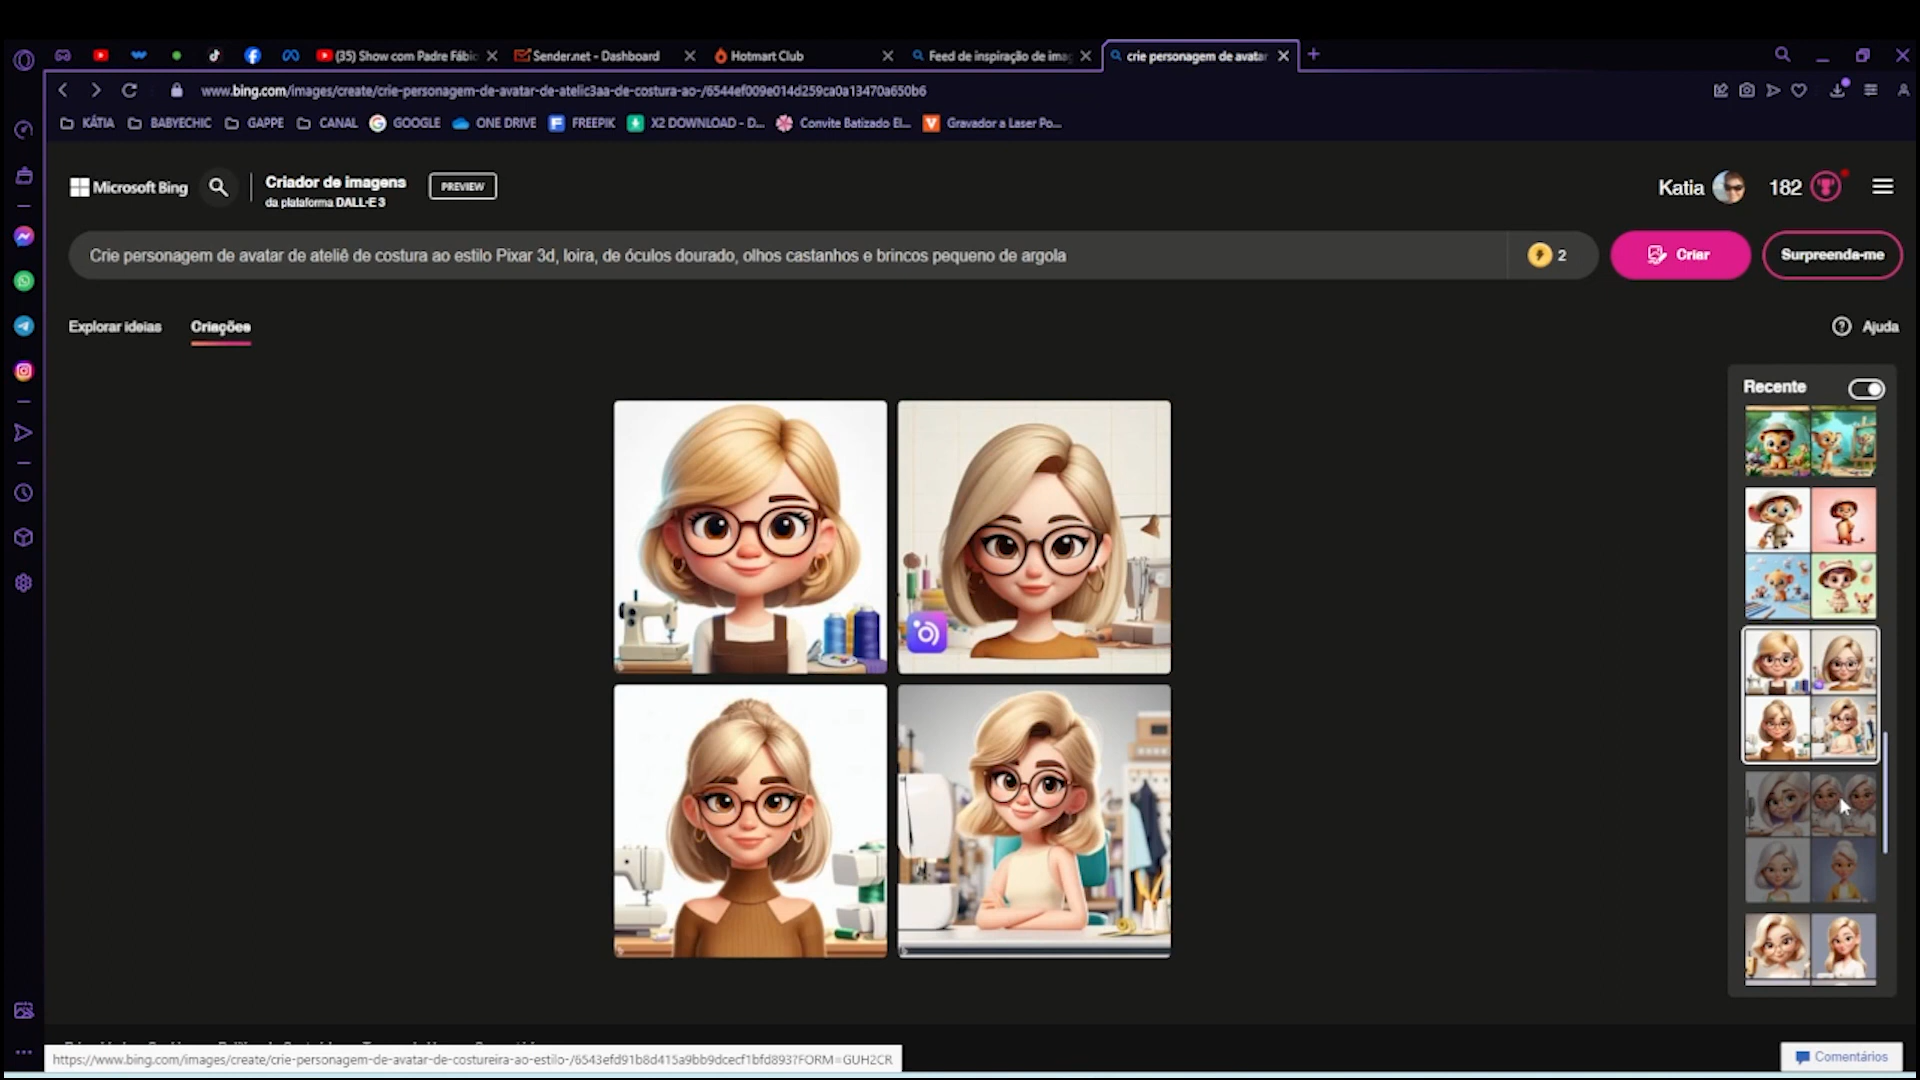 (35) Show com Padre Fábio
Sender.net - Dashboard
Hotmart Club
Feed de inspiração de ima
crie personagem de avatar
www.bing.com/images/create/crie-personagem-de-avatar-de-atelic3aa-de-costura-ao-/6544ef009e014d259ca0a13470a650b6
KÁTIA
BABYECHIC
GAPPE
CANAL
GOOGLE
ONE DRIVE
FREEPIK
X2 DOWNLOAD - D...
Convite Batizado El...
Gravador a Laser Po...
Microsoft Bing
Criador de imagens
da plataforma DALL·E 3
PREVIEW
Katia
182
Crie personagem de avatar de ateliê de costura ao estilo Pixar 3d, loira, de óculos dourado, olhos castanhos e brincos pequeno de argola
2
Criar
Surpreenda-me
Explorar ideias
Criações
Ajuda
Recente
https://www.bing.com/images/create/crie-personagem-de-avatar-de-costureira-ao-estilo-/6543efd91b8d415a9bb9dcecf1bfd893?FORM=GUH2CR
Comentários